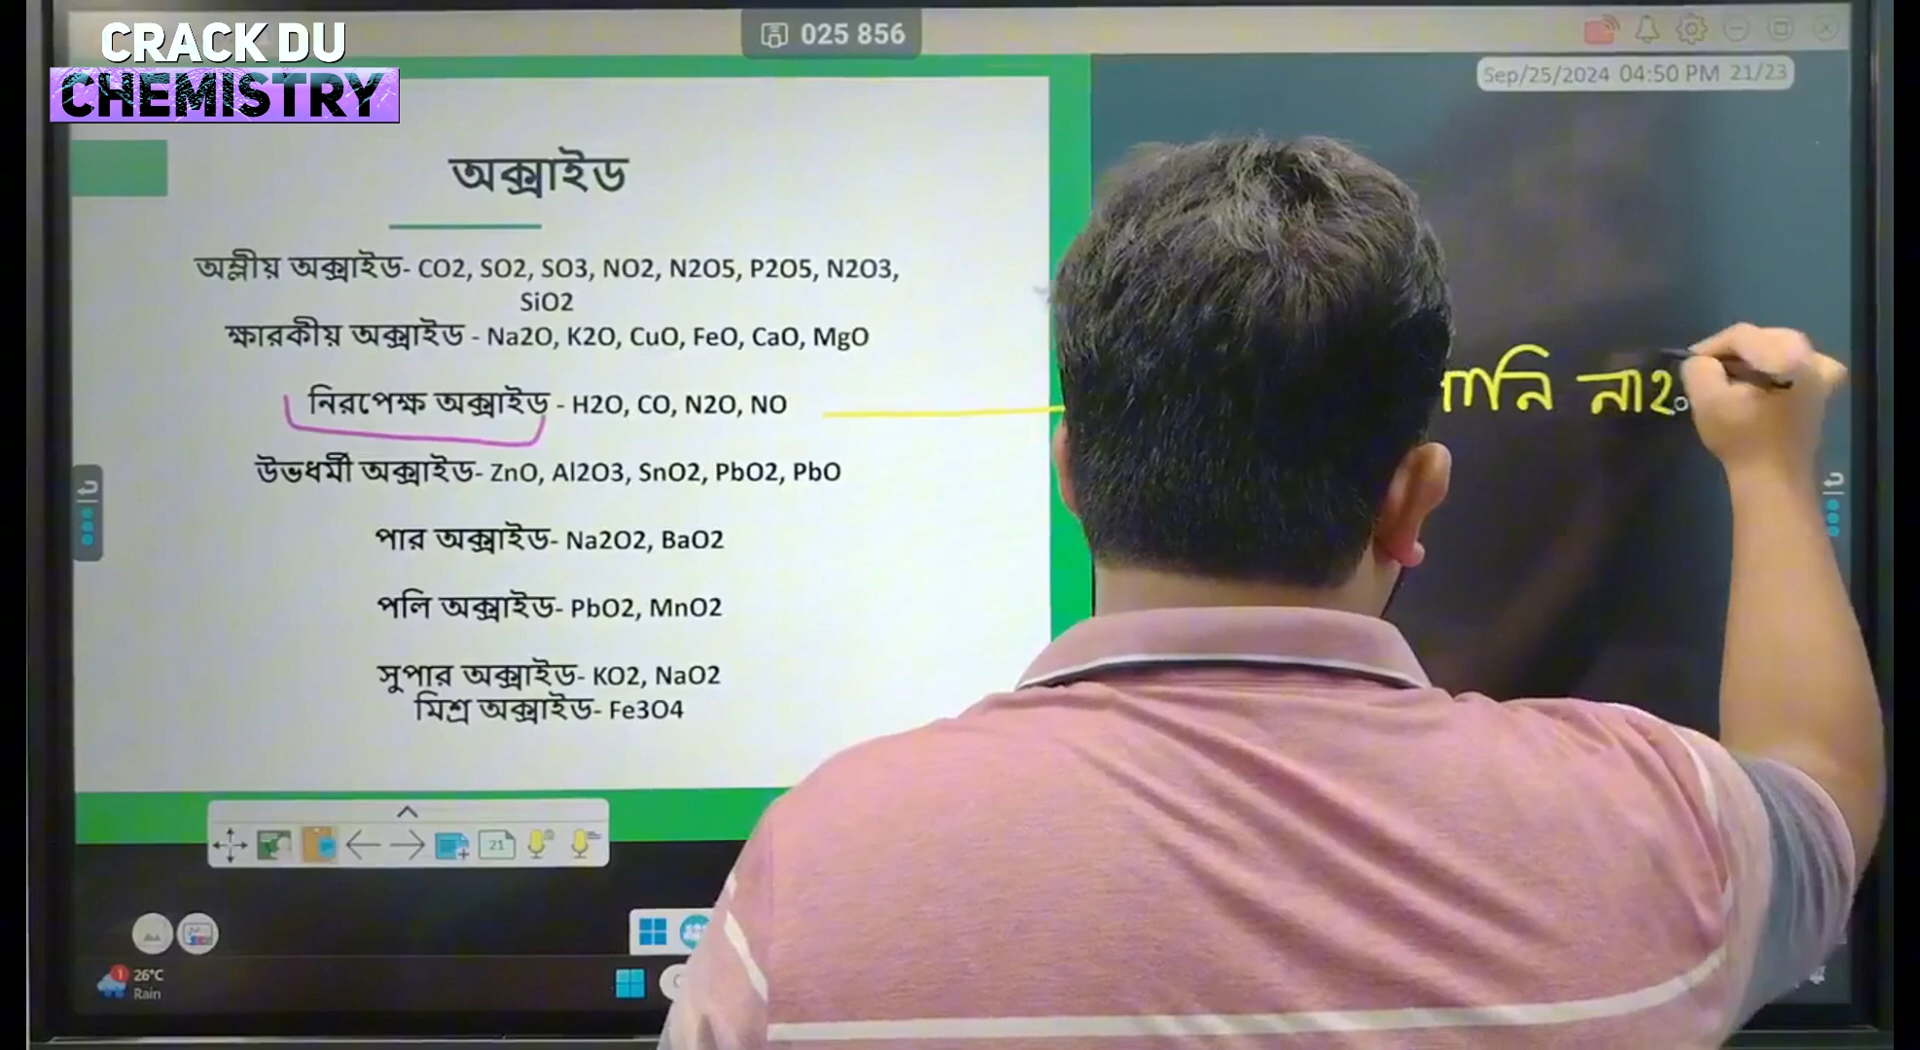 CRACK DU
CHEMISTRY
025 856
Sep/25/2024 04:50 PM 21/23
অক্সাইড
অম্লীয় অক্সাইড- CO2, SO2, SO3, NO2, N2O5, P2O5, N2O3,
SiO2
ক্ষারকীয় অক্সাইড - Na2O, K2O, CuO, FeO, CaO, MgO
নিরপেক্ষ অক্সাইড - H2O, CO, N2O, NO
উভধর্মী অক্সাইড- ZnO, Al2O3, SnO2, PbO2, PbO
পার অক্সাইড- Na2O2, BaO2
পলি অক্সাইড- PbO2, MnO2
সুপার অক্সাইড- KO2, NaO2
মিশ্র অক্সাইড- Fe3O4
21
1
26°C
Rain